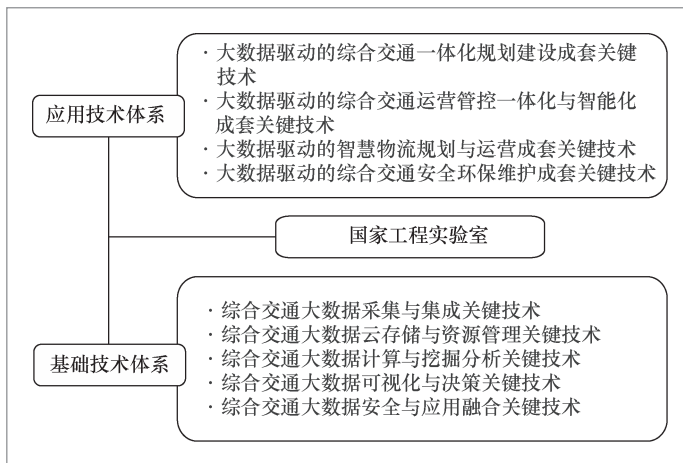 · 大数据驱动的综合交通一体化规划建设成套关键
技术
· 大数据驱动的综合交通运营管控一体化与智能化
成套关键技术
· 大数据驱动的智慧物流规划与运营成套关键技术
· 大数据驱动的综合交通安全环保维护成套关键技术
应用技术体系
国家工程实验室
· 综合交通大数据采集与集成关键技术
· 综合交通大数据云存储与资源管理关键技术
· 综合交通大数据计算与挖掘分析关键技术
· 综合交通大数据可视化与决策关键技术
· 综合交通大数据安全与应用融合关键技术
基础技术体系